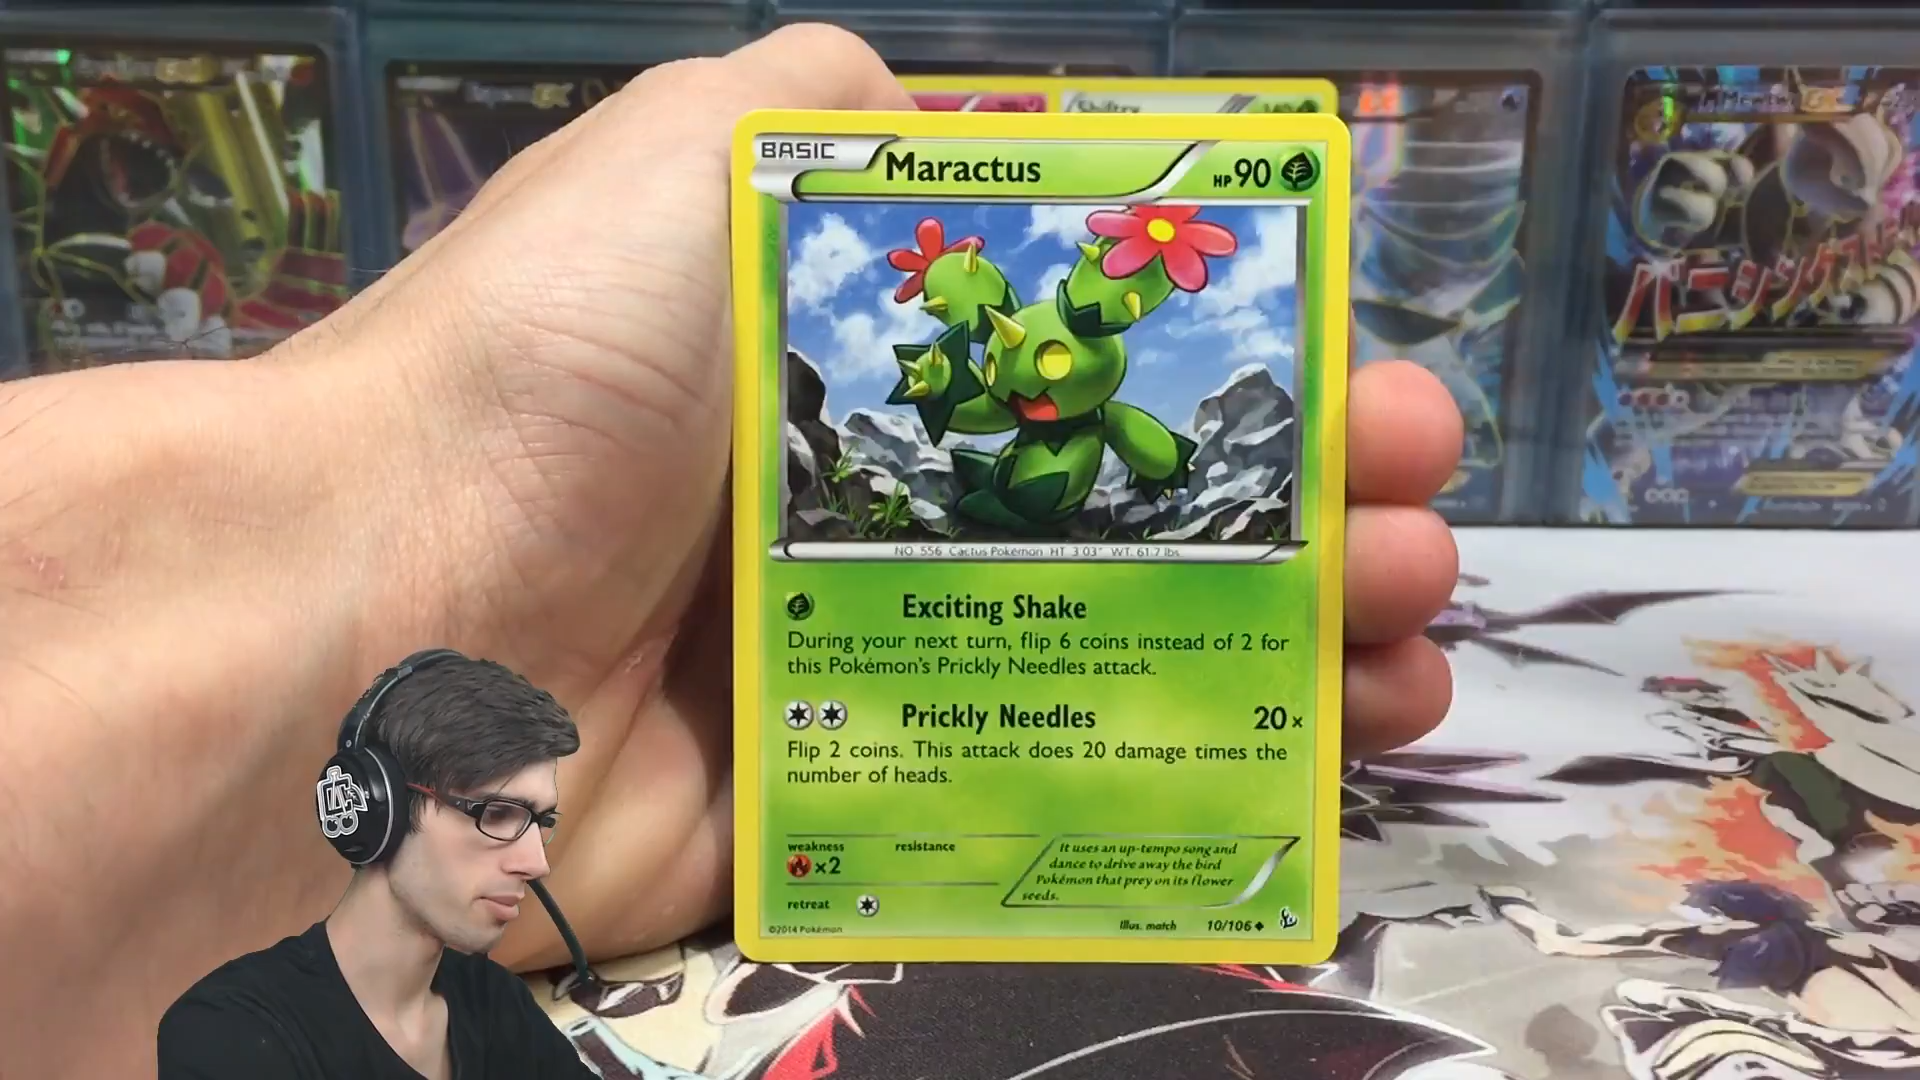 Shiftry
BASIC
Maractus
HP 90
NO. 556 Cactus Pokémon HT. 3'03" WT. 61.7 lbs.
Exciting Shake
During your next turn, flip 6 coins instead of 2 for
this Pokémon's Prickly Needles attack.
Prickly Needles 20×
Flip 2 coins. This attack does 20 damage times the
number of heads.
weakness resistance
×2
retreat
It uses an up-tempo song and
dance to drive away the bird
Pokémon that prey on its flower
seeds.
©2014 Pokémon
Illus. match 10/106